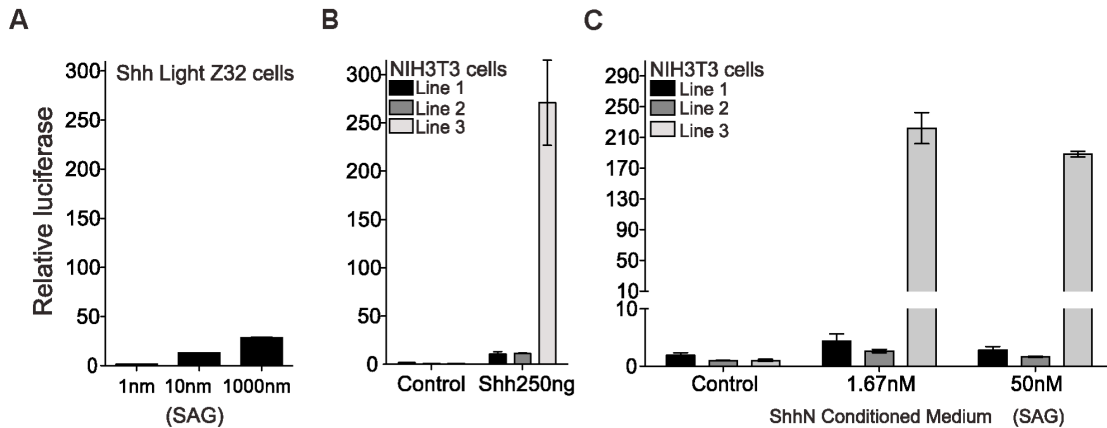 A
Shh Light Z32 cells
Relative luciferase
300
250
200
150
100
50
0
1nm 10nm 1000nm
(SAG)
B
NIH3T3 cells
Line 1
Line 2
Line 3
300
250
200
150
100
50
0
Control Shh250ng
C
NIH3T3 cells
Line 1
Line 2
Line 3
290
250
210
170
130
90
50
10
10
0
Control 1.67nM 50nM
ShhN Conditioned Medium (SAG)